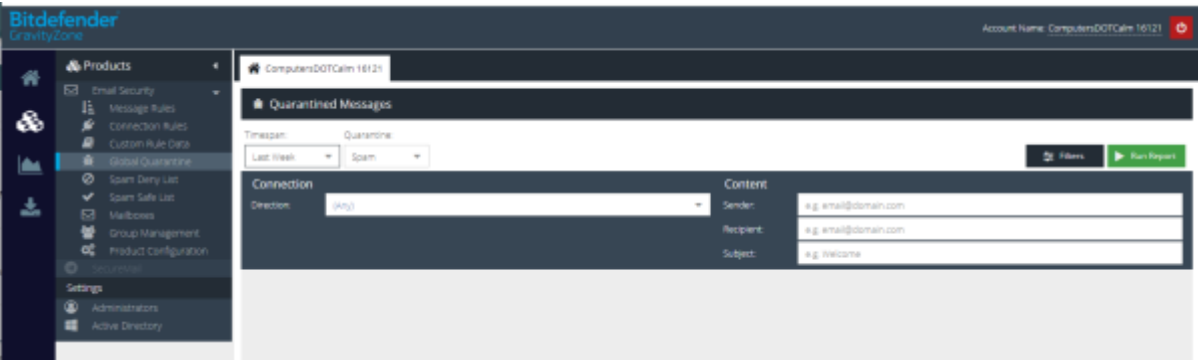 Bitdefender
GravityZone
Account Name: ComputersDOTCalm 16121
Products
Email Security
Message Rules
Connection Rules
Custom Rule Data
Global Quarantine
Spam Deny List
Spam Safe List
Mailboxes
Group Management
Product Configuration
SecureMail
Settings
Administrators
Active Directory
ComputersDOTCalm 16121
Quarantined Messages
Timespan:
Quarantine:
Last Week
Spam
Filters
Run Report
Connection
Direction:
(Any)
Content
Sender:
e.g. email@domain.com
Recipient:
e.g. email@domain.com
Subject:
e.g. Welcome